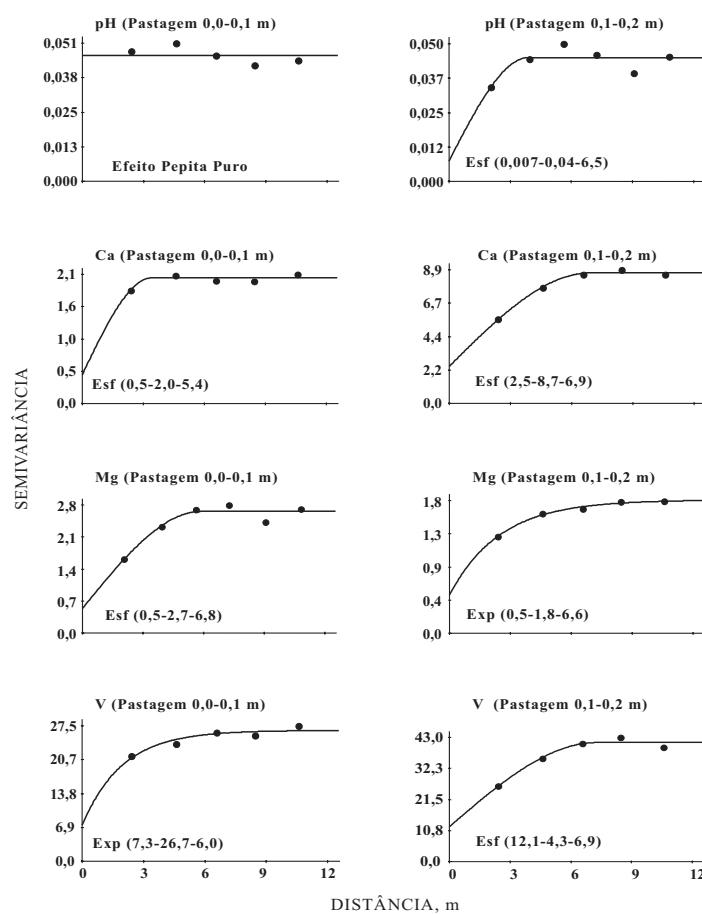 pH (Pastagem 0,0-0,1 m)
0,051
0,038
0,025
0,013
0,000
Efeito Pepita Puro
pH (Pastagem 0,1-0,2 m)
0,050
0,037
0,025
0,012
0,000
Esf (0,007-0,04-6,5)
Ca (Pastagem 0,0-0,1 m)
2,1
1,6
1,0
0,5
0,0
Esf (0,5-2,0-5,4)
Ca (Pastagem 0,1-0,2 m)
8,9
6,7
4,4
2,2
0,0
Esf (2,5-8,7-6,9)
SEMIVARIÂNCIA
Mg (Pastagem 0,0-0,1 m)
2,8
2,1
1,4
0,7
0,0
Esf (0,5-2,7-6,8)
Mg (Pastagem 0,1-0,2 m)
1,8
1,3
0,9
0,4
0,0
Exp (0,5-1,8-6,6)
V (Pastagem 0,0-0,1 m)
27,5
20,7
13,8
6,9
0,0
Exp (7,3-26,7-6,0)
0 3 6 9 12
V (Pastagem 0,1-0,2 m)
43,0
32,3
21,5
10,8
0,0
Esf (12,1-4,3-6,9)
0 3 6 9 12
DISTÂNCIA, m